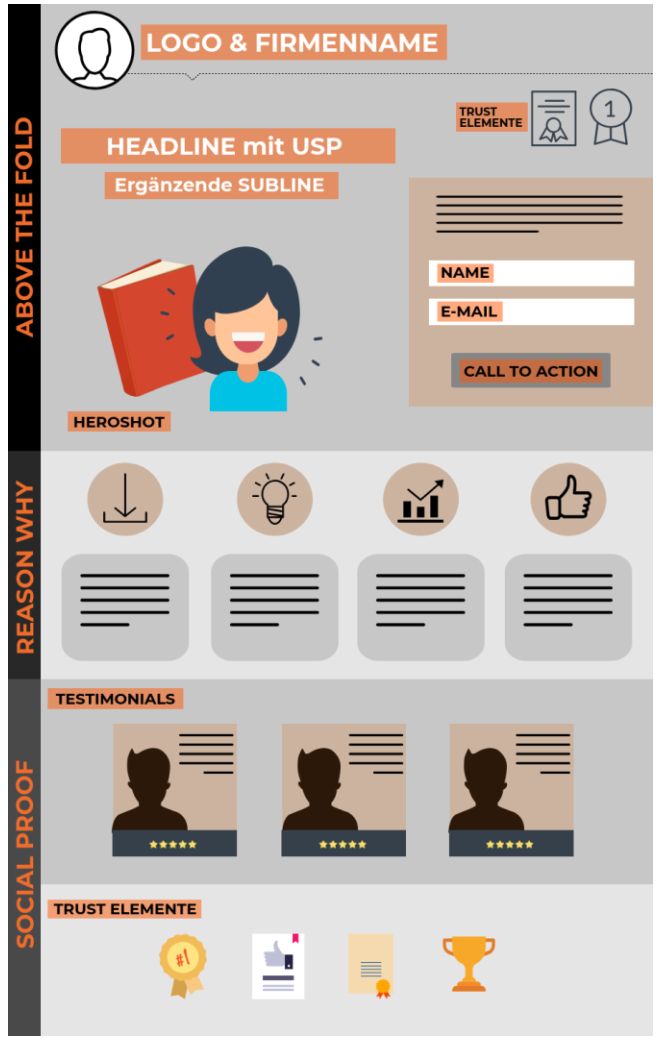 LOGO & FIRMENNAME
TRUST
ELEMENTE
1
HEADLINE mit USP
Ergänzende SUBLINE
NAME
E-MAIL
CALL TO ACTION
HEROSHOT
ABOVE THE FOLD
REASON WHY
TESTIMONIALS
SOCIAL PROOF
TRUST ELEMENTE
#1